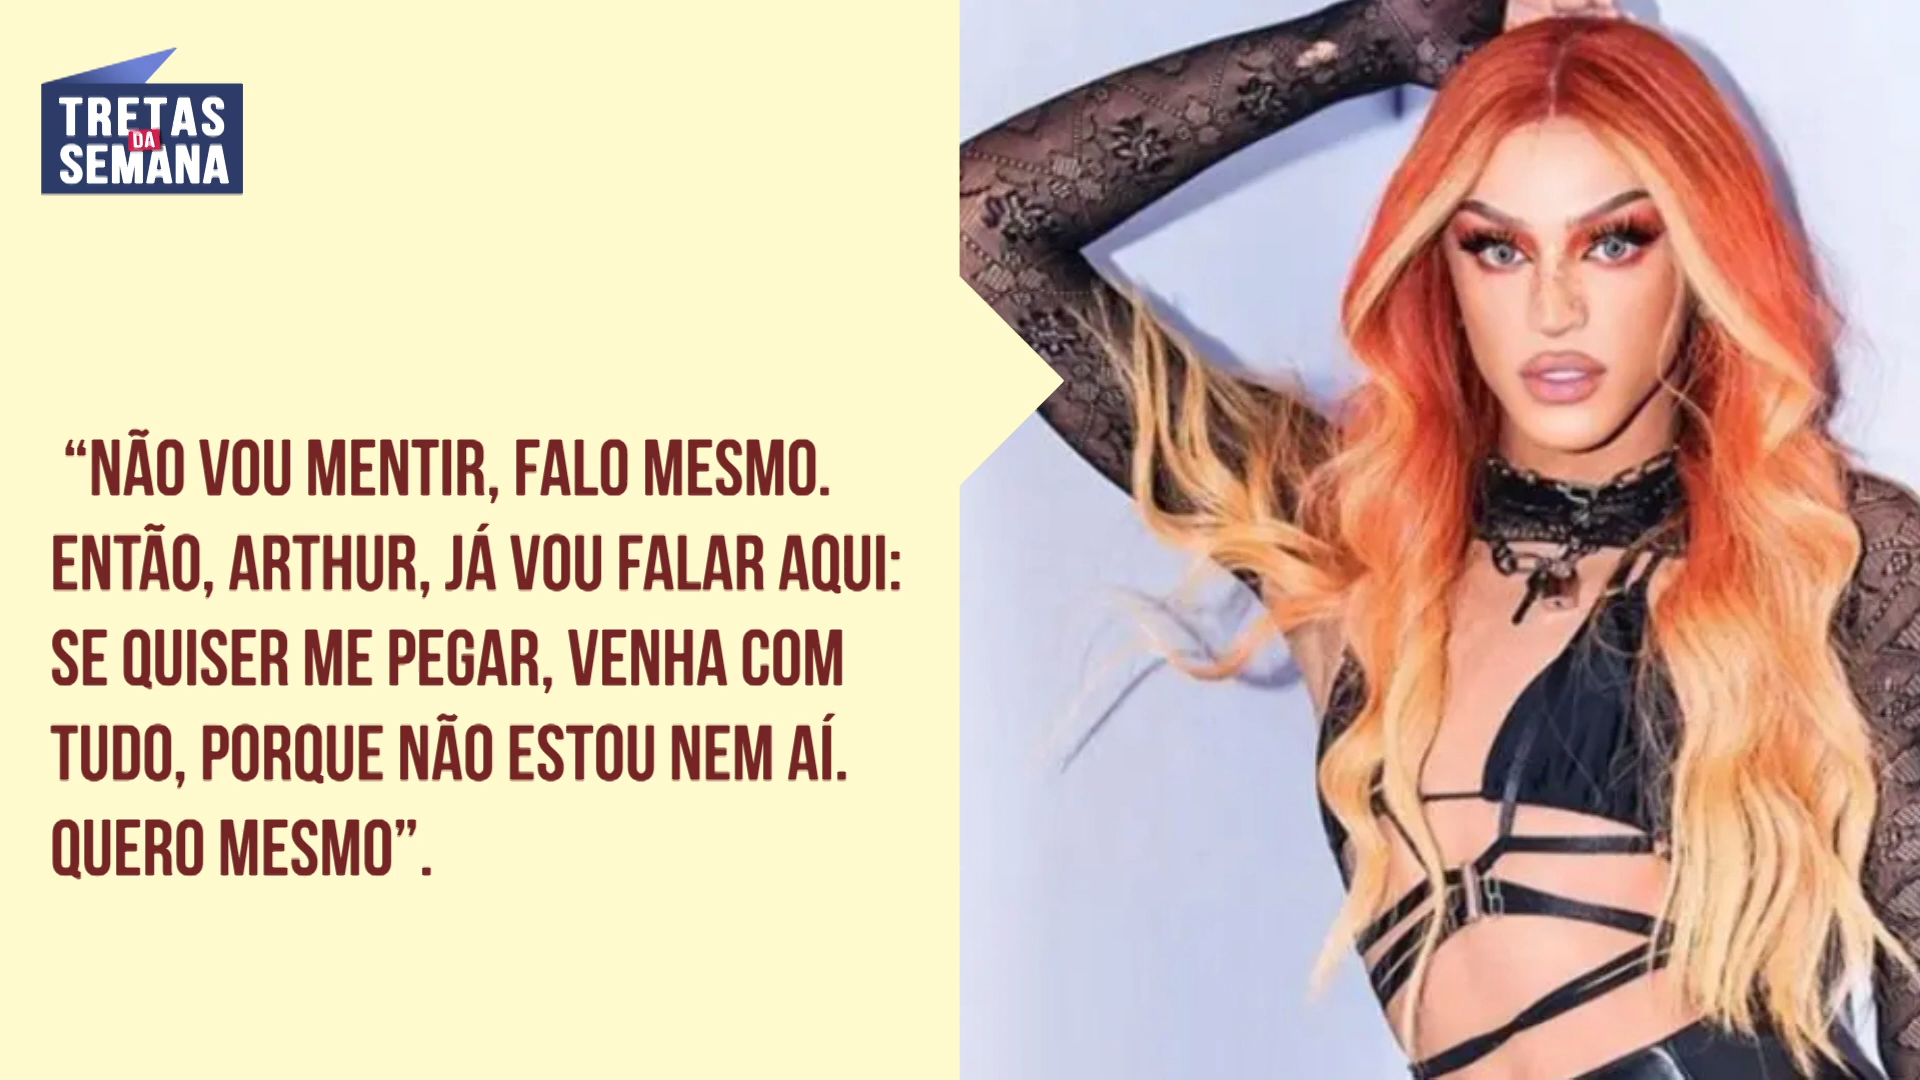 TRETAS
DA
SEMANA
“NÃO VOU MENTIR, FALO MESMO.
ENTÃO, ARTHUR, JÁ VOU FALAR AQUI:
SE QUISER ME PEGAR, VENHA COM
TUDO, PORQUE NÃO ESTOU NEM AÍ.
QUERO MESMO”.